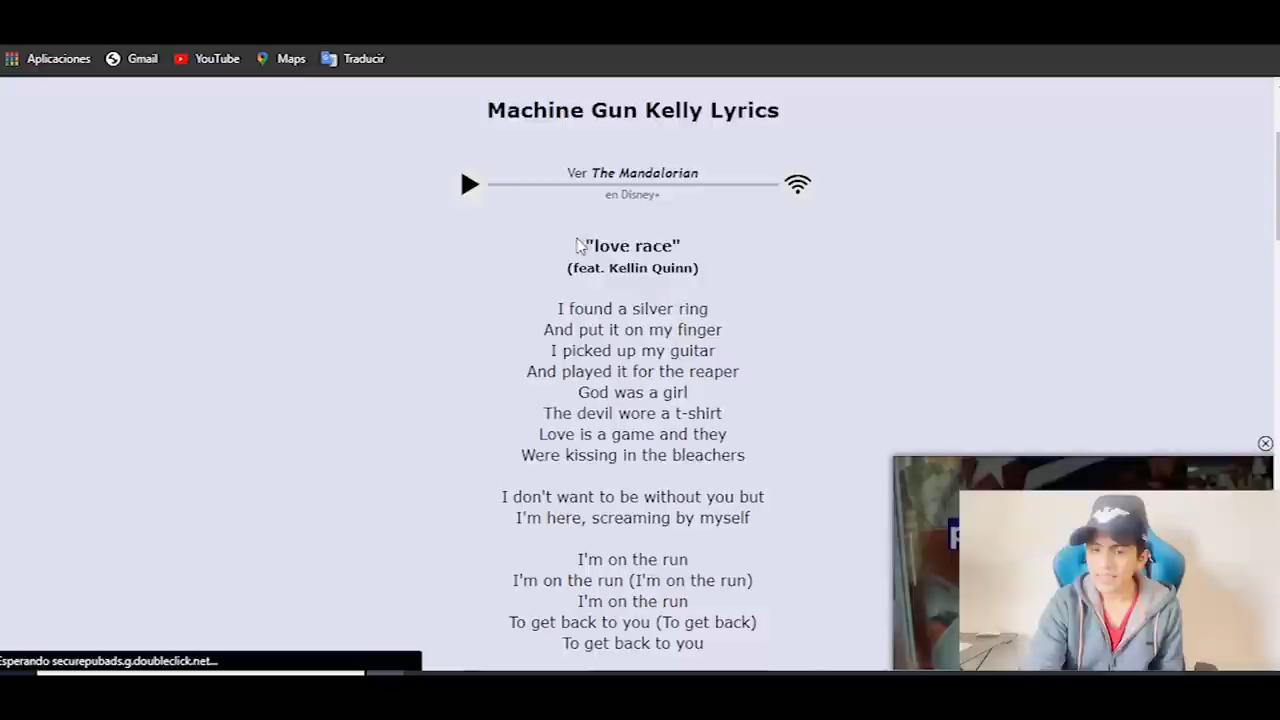 Aplicaciones Gmail YouTube Maps Traducir
Machine Gun Kelly Lyrics
Ver The Mandalorian
en Disney+
"love race"
(feat. Kellin Quinn)
I found a silver ring
And put it on my finger
I picked up my guitar
And played it for the reaper
God was a girl
The devil wore a t-shirt
Love is a game and they
Were kissing in the bleachers
I don't want to be without you but
I'm here, screaming by myself
I'm on the run
I'm on the run (I'm on the run)
I'm on the run
To get back to you (To get back)
To get back to you
Esperando securepubads.g.doubleclick.net...